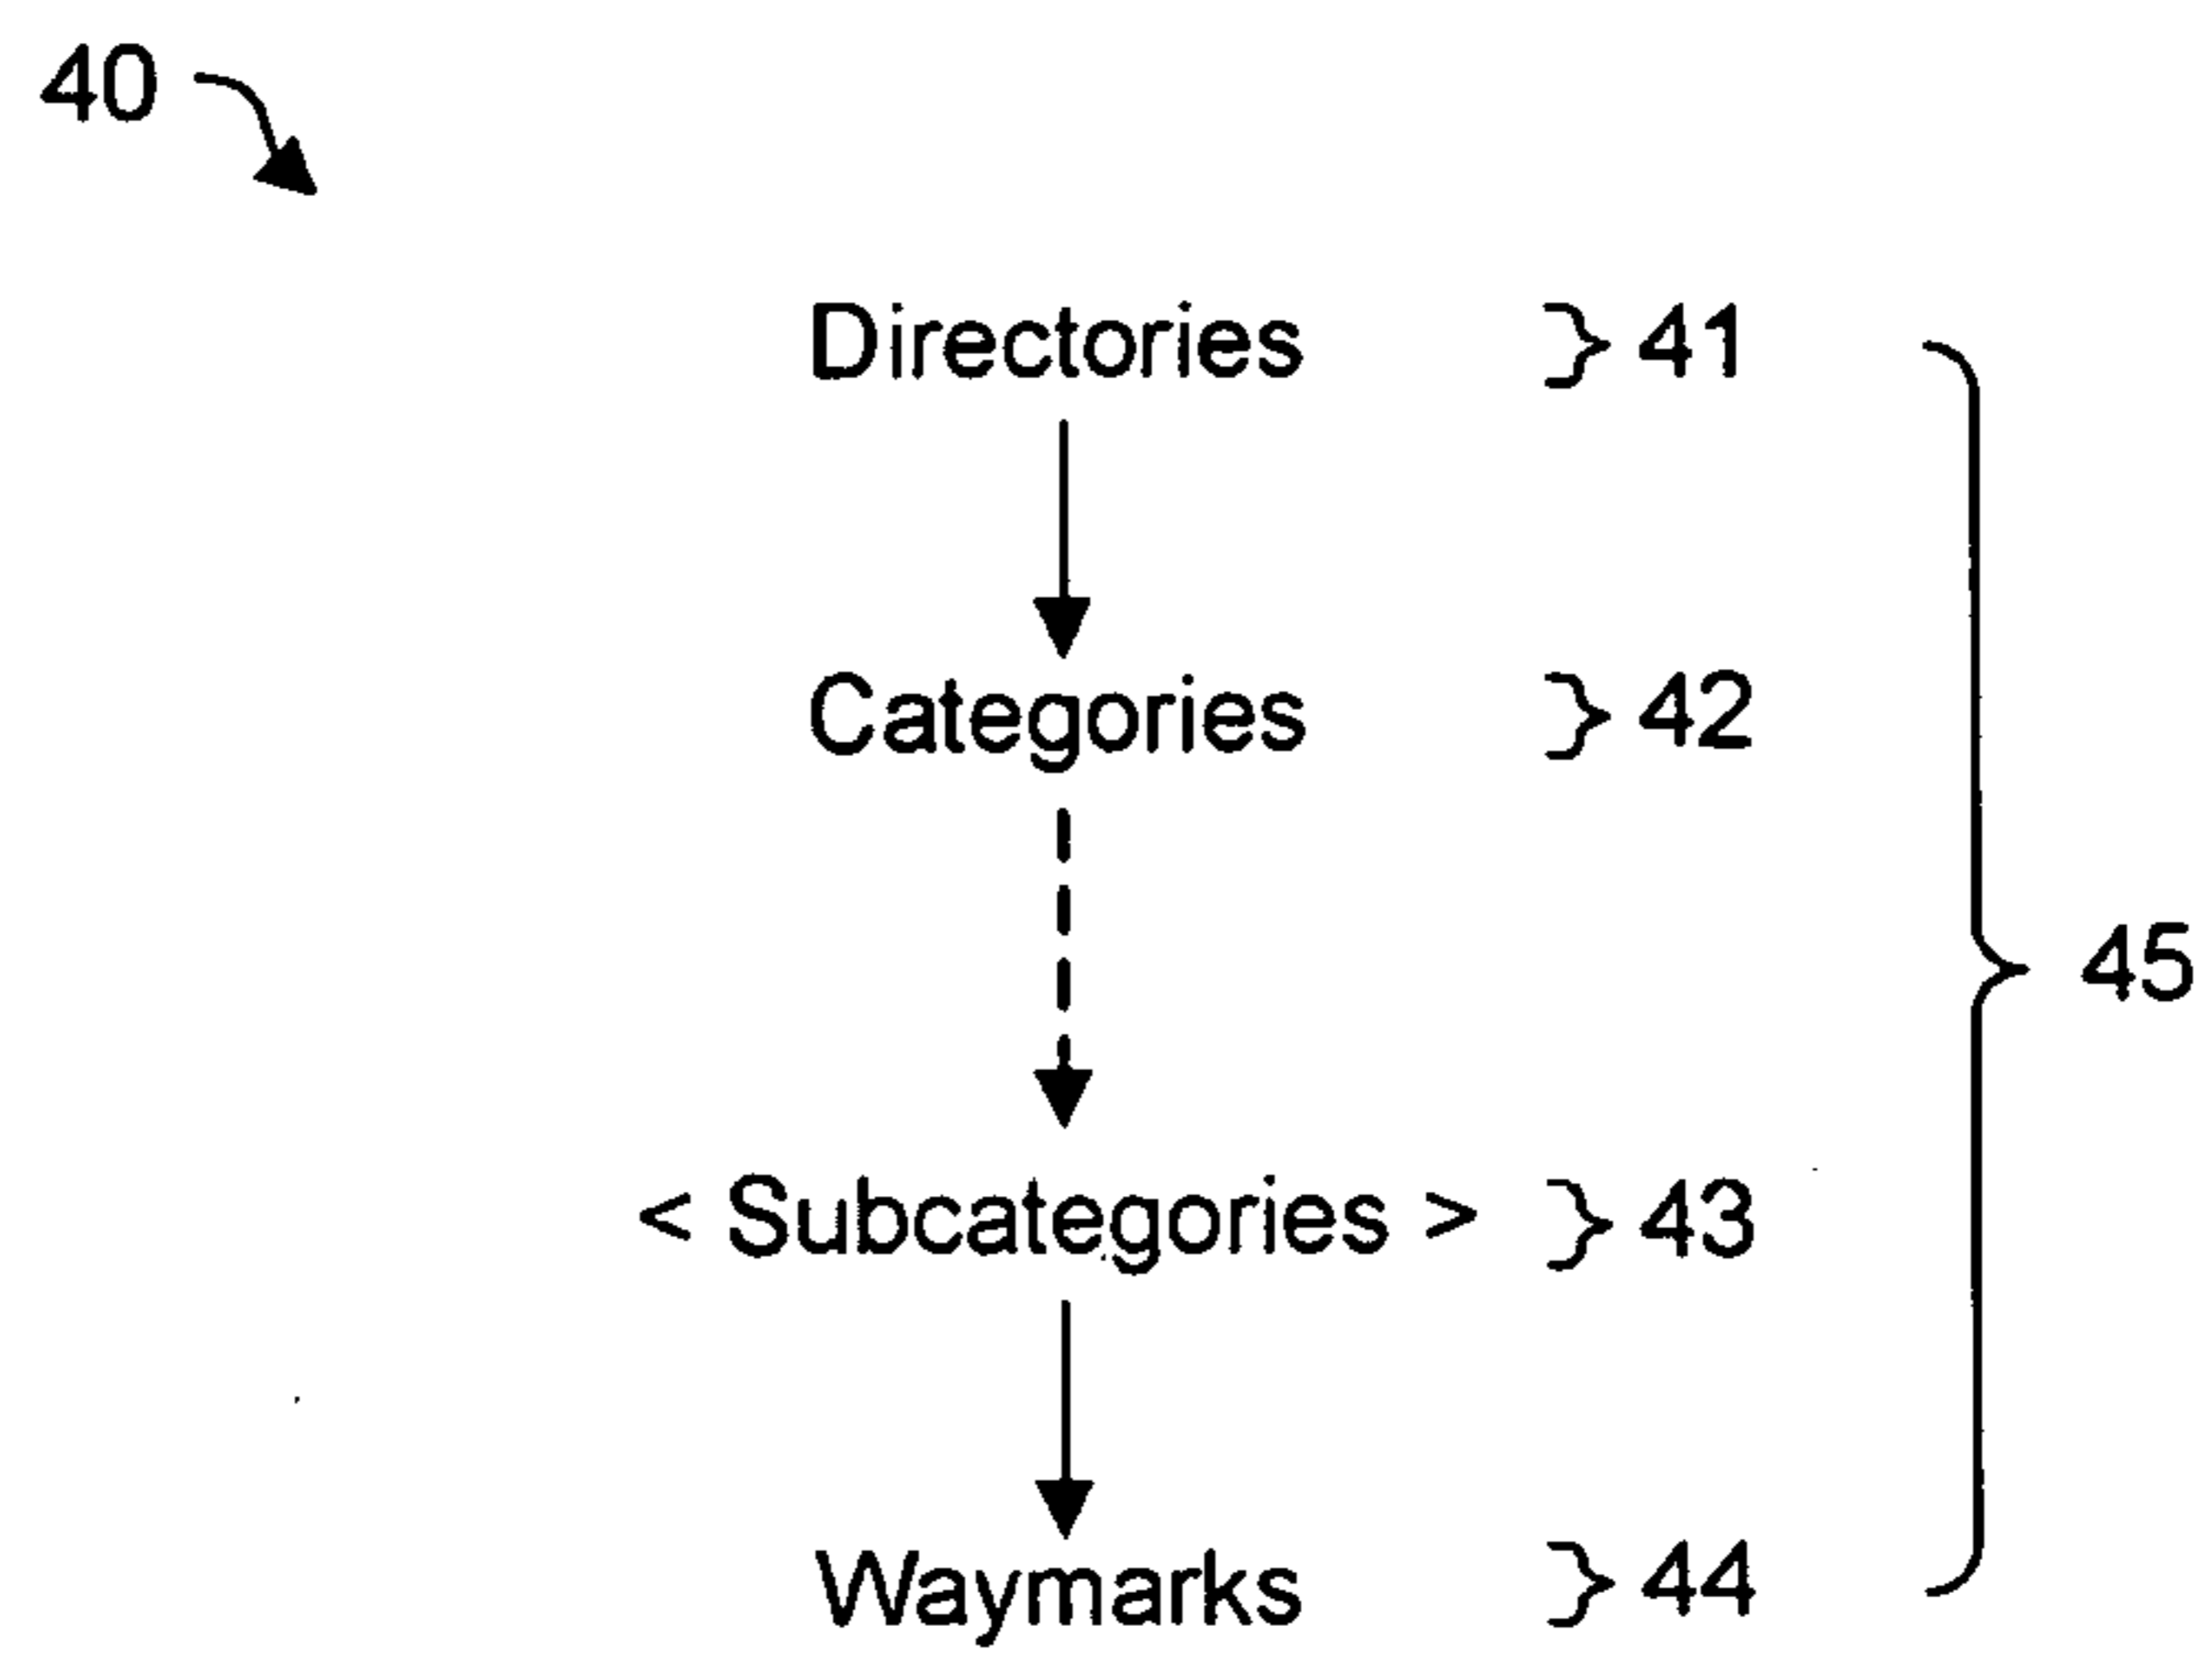 40
Directories } 41
Categories } 42
45
< Subcategories > } 43
Waymarks } 44